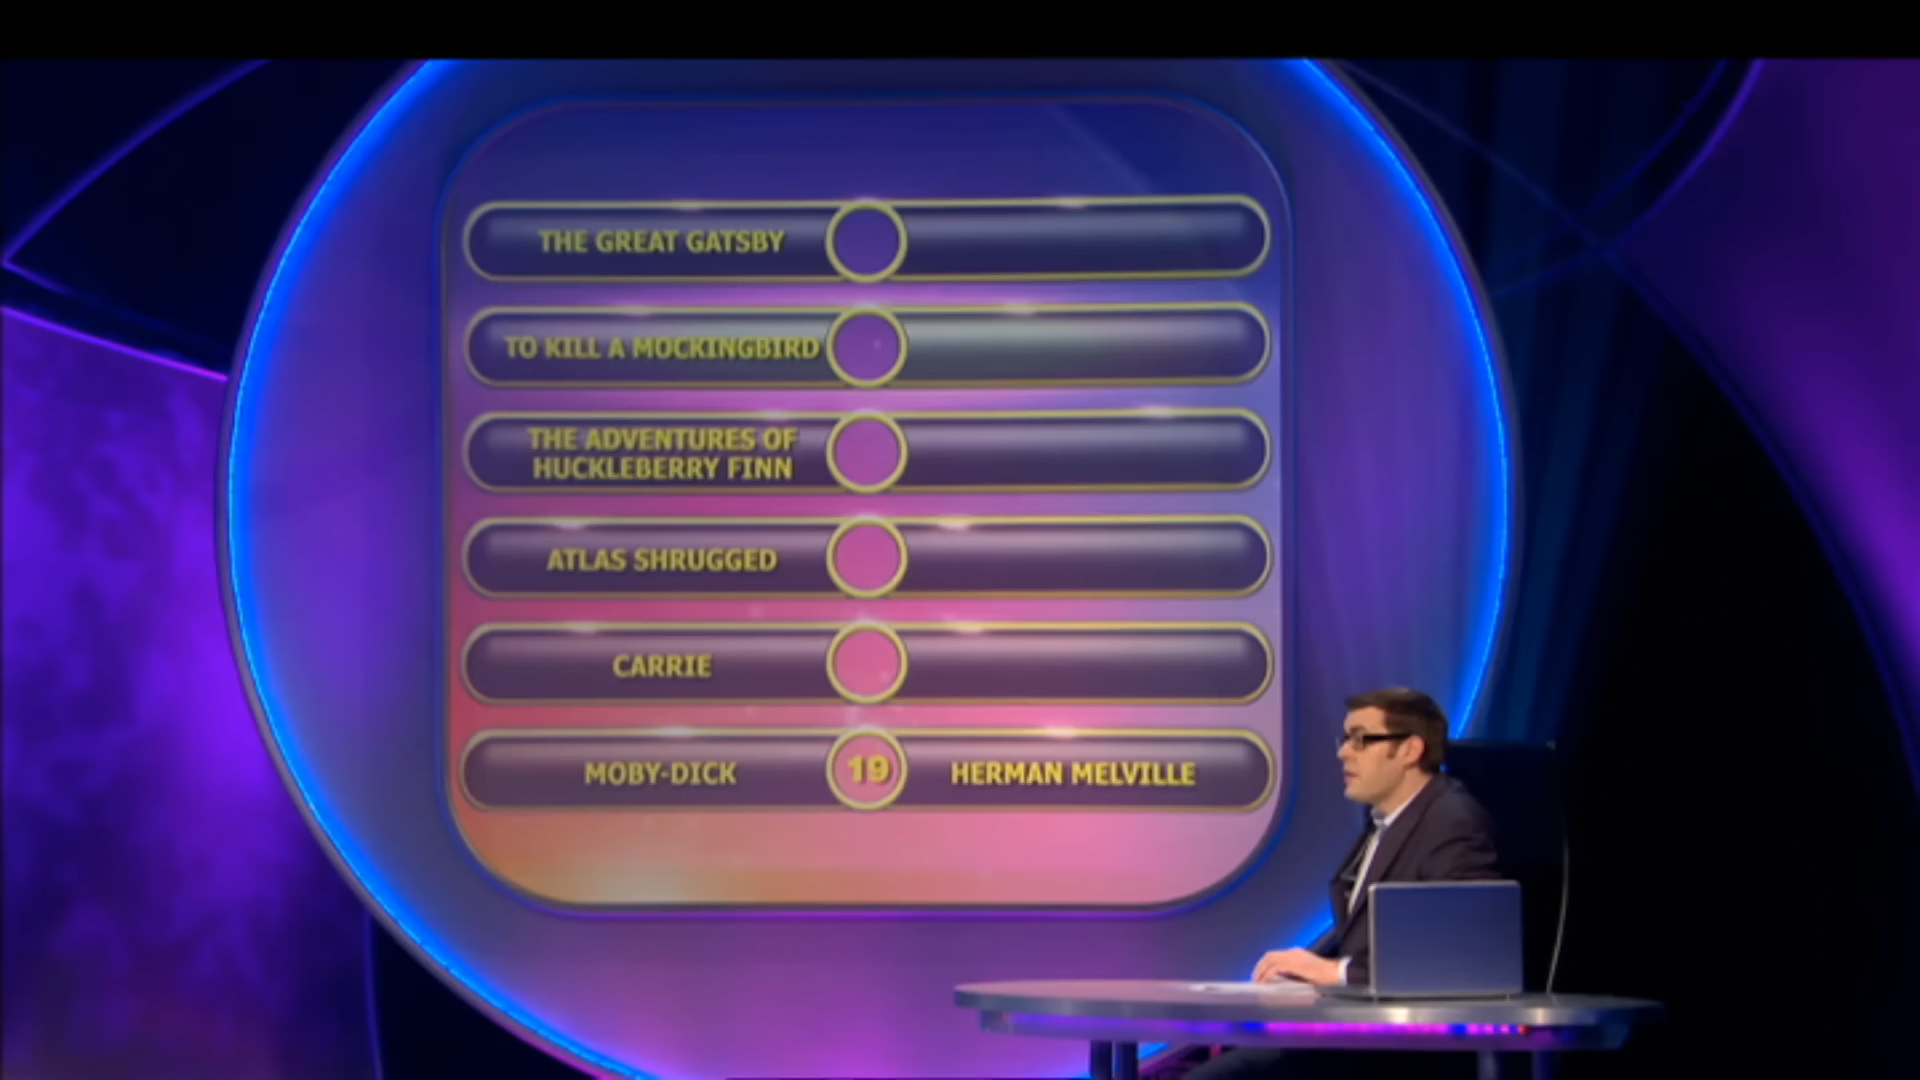 THE GREAT GATSBY
TO KILL A MOCKINGBIRD
THE ADVENTURES OF
HUCKLEBERRY FINN
ATLAS SHRUGGED
CARRIE
MOBY-DICK 19 HERMAN MELVILLE